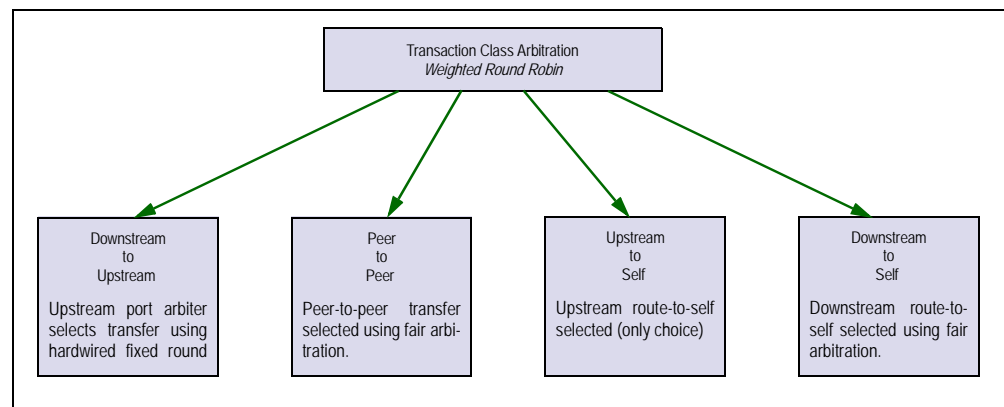 Transaction Class Arbitration
Weighted Round Robin
Downstream
to
Upstream
Upstream port arbiter
selects transfer using
hardwired fixed round
Peer
to
Peer
Peer-to-peer transfer
selected using fair arbi-
tration.
Upstream
to
Self
Upstream route-to-self
selected (only choice)
Downstream
to
Self
Downstream route-to-
self selected using fair
arbitration.